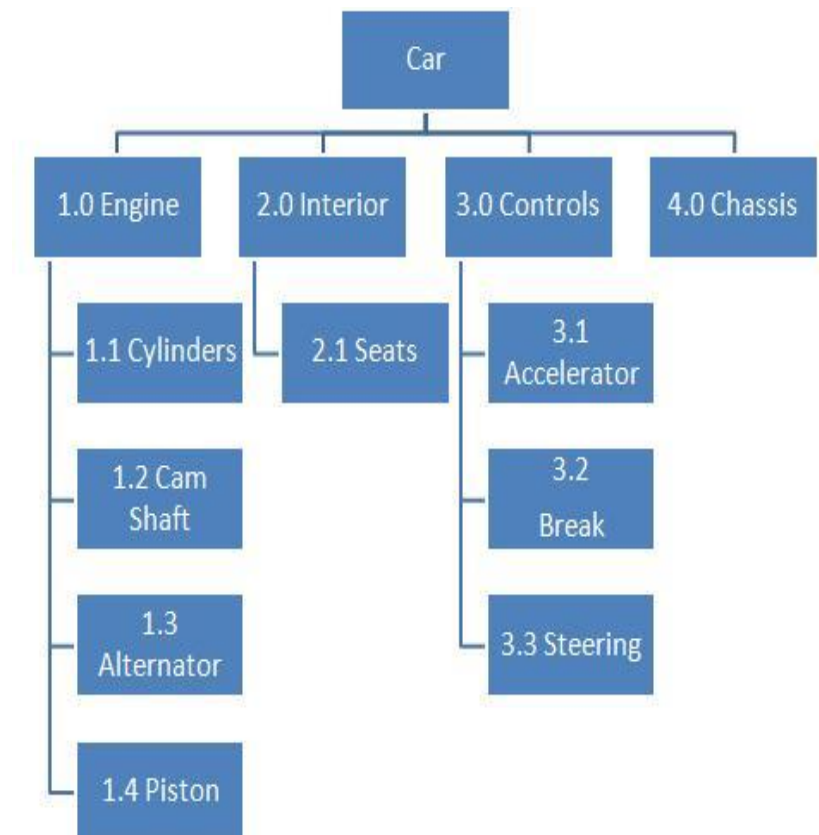 Car
1.0 Engine
2.0 Interior
3.0 Controls
4.0 Chassis
1.1 Cylinders
2.1 Seats
3.1
Accelerator
1.2 Cam
Shaft
3.2
Break
1.3
Alternator
3.3 Steering
1.4 Piston